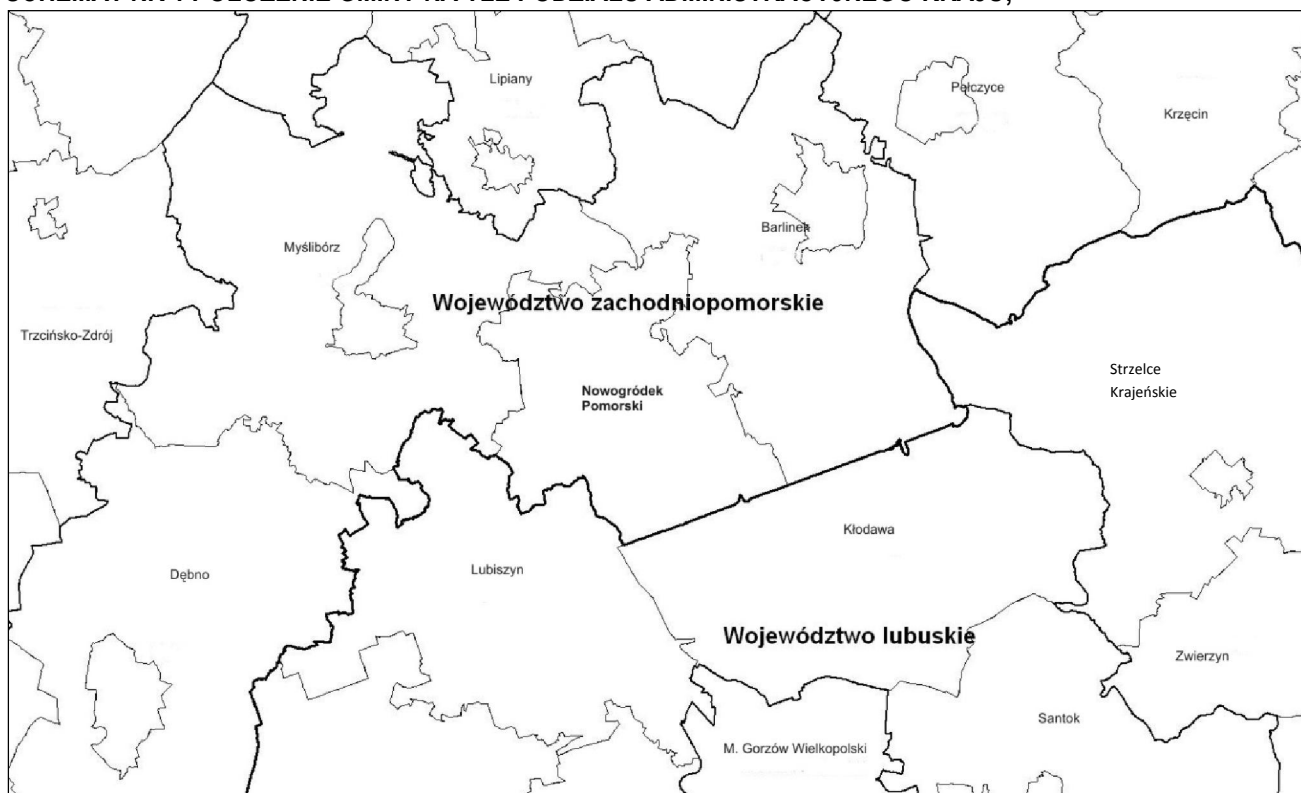 Lipiany
Pełczyce
Krzęcin
Myślibórz
Barlinek
Województwo zachodniopomorskie
Trzcińsko-Zdrój
Strzelce
Krajeńskie
Nowogródek
Pomorski
Kłodawa
Dębno
Lubiszyn
Województwo lubuskie
Zwierzyn
Santok
M. Gorzów Wielkopolski